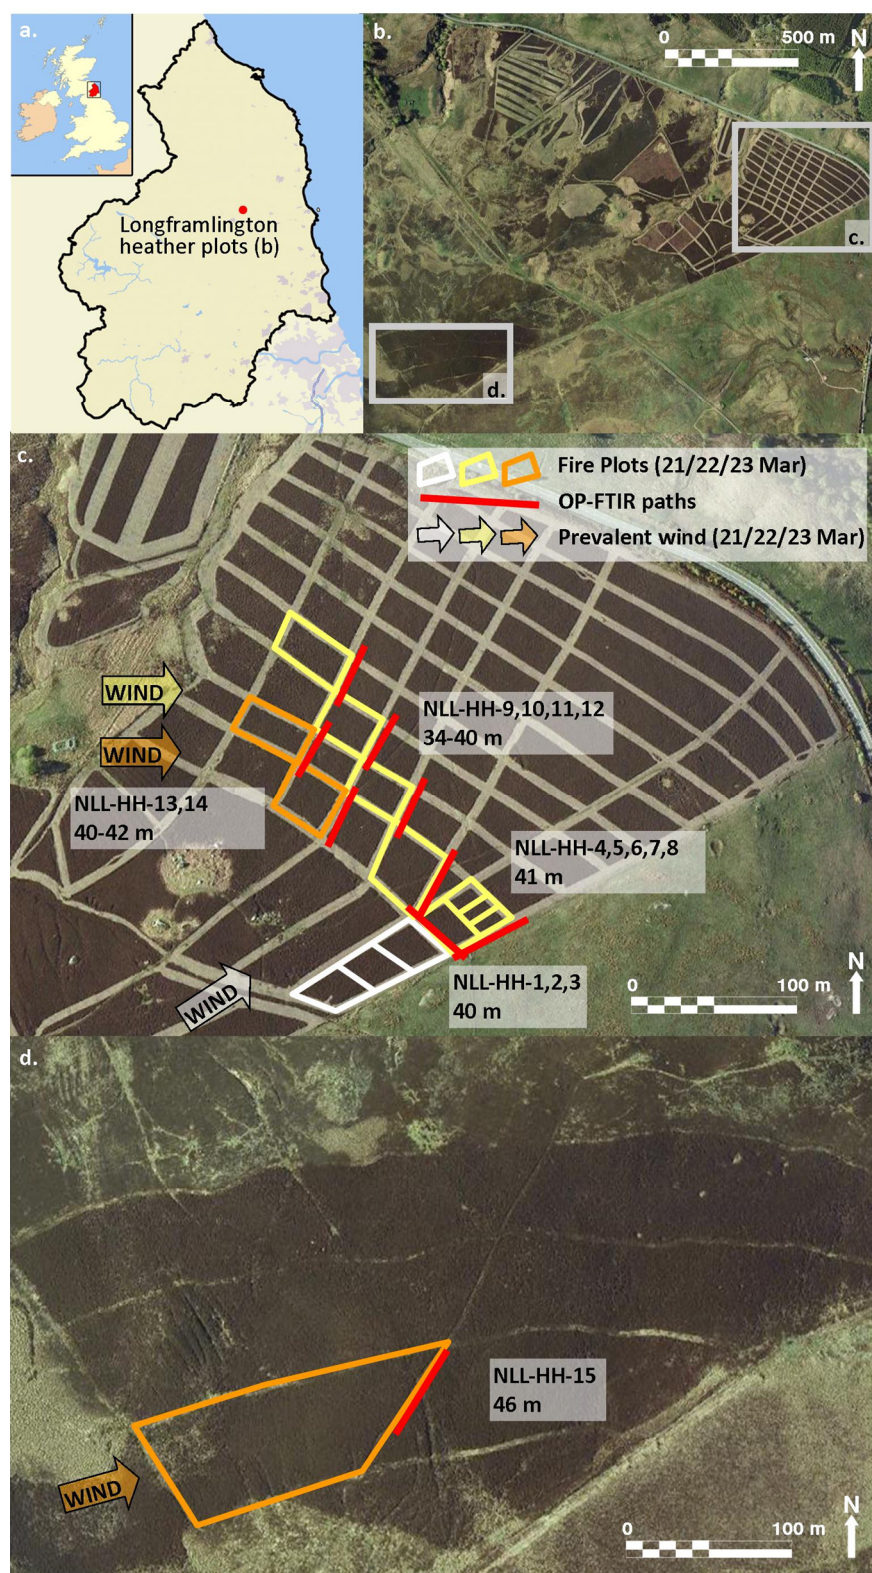 a.
Longframlington
heather plots (b)
b.
0 500 m N
c.
d.
c.
Fire Plots (21/22/23 Mar)
OP-FTIR paths
Prevalent wind (21/22/23 Mar)
WIND
WIND
NLL-HH-9,10,11,12
34-40 m
NLL-HH-13,14
40-42 m
NLL-HH-4,5,6,7,8
41 m
WIND
NLL-HH-1,2,3
40 m
0 100 m
N
d.
NLL-HH-15
46 m
WIND
0 100 m
N